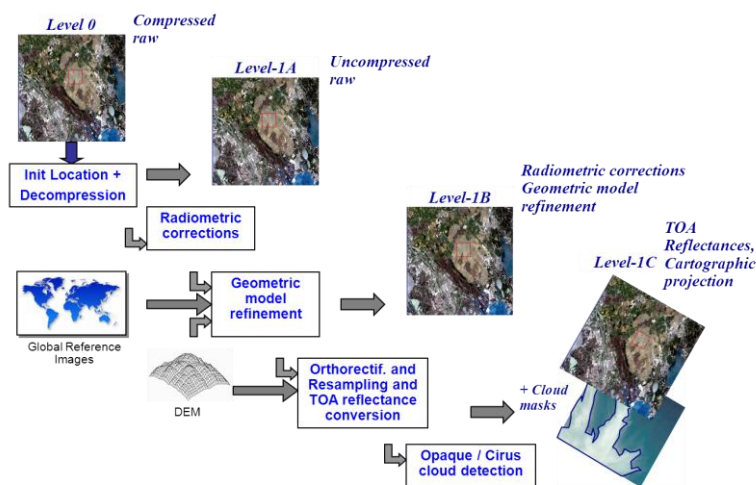 Level 0
Compressed
raw
Level-1A
Uncompressed
raw
Init Location +
Decompression
Radiometric
corrections
Level-1B
Radiometric corrections
Geometric model
refinement
Global Reference
Images
Geometric
model
refinement
Level-1C
TOA
Reflectances,
Cartographic
projection
DEM
Orthorectif. and
Resampling and
TOA reflectance
conversion
+ Cloud
masks
Opaque / Cirus
cloud detection